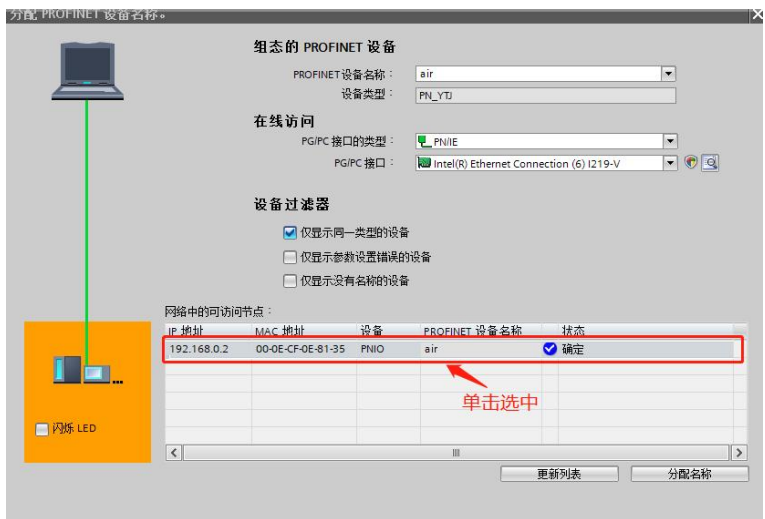 分配 PROFINET 设备名称。
组态的 PROFINET 设备
PROFINET设备名称： air
设备类型： PN_YTJ
在线访问
PG/PC 接口的类型： PN/IE
PG/PC 接口： Intel(R) Ethernet Connection (6) I219-V
设备过滤器
仅显示同一类型的设备
仅显示参数设置错误的设备
仅显示没有名称的设备
网络中的可访问节点：
IP 地址 MAC 地址 设备 PROFINET 设备名称 状态
192.168.0.2 00-0E-CF-0E-81-35 PNIO air 确定
单击选中
闪烁 LED
更新列表 分配名称